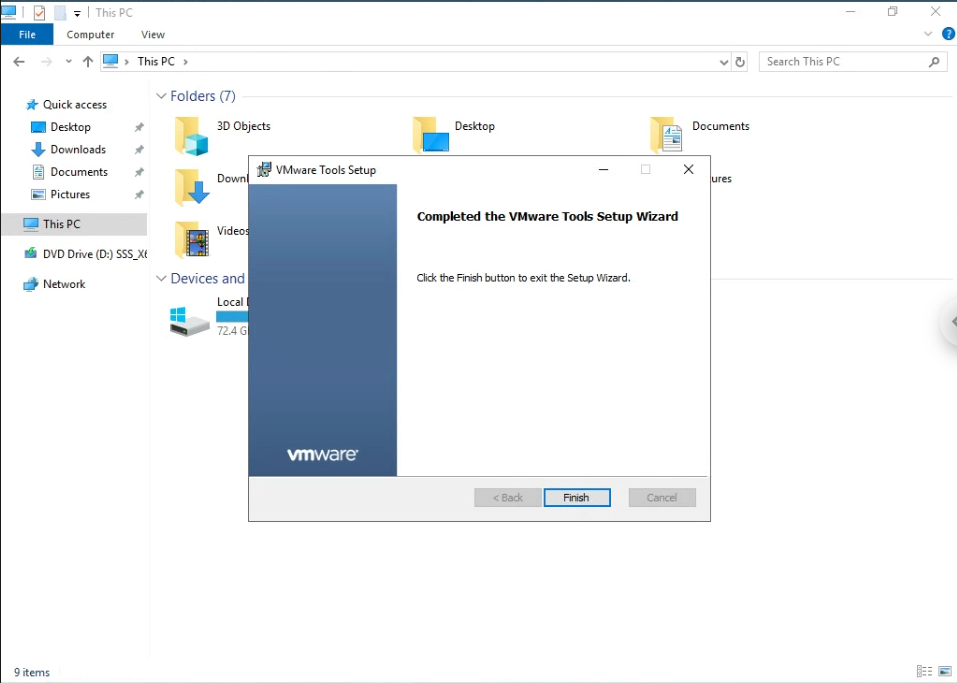 This PC
File
Computer
View
This PC
Search This PC
Quick access
Desktop
Downloads
Documents
Pictures
This PC
DVD Drive (D:) SSS_X6
Network
Folders (7)
3D Objects
Desktop
Documents
Videos
Devices and
Local
72.4 G
VMware Tools Setup
Completed the VMware Tools Setup Wizard
Click the Finish button to exit the Setup Wizard.
vmware
< Back
Finish
Cancel
9 items